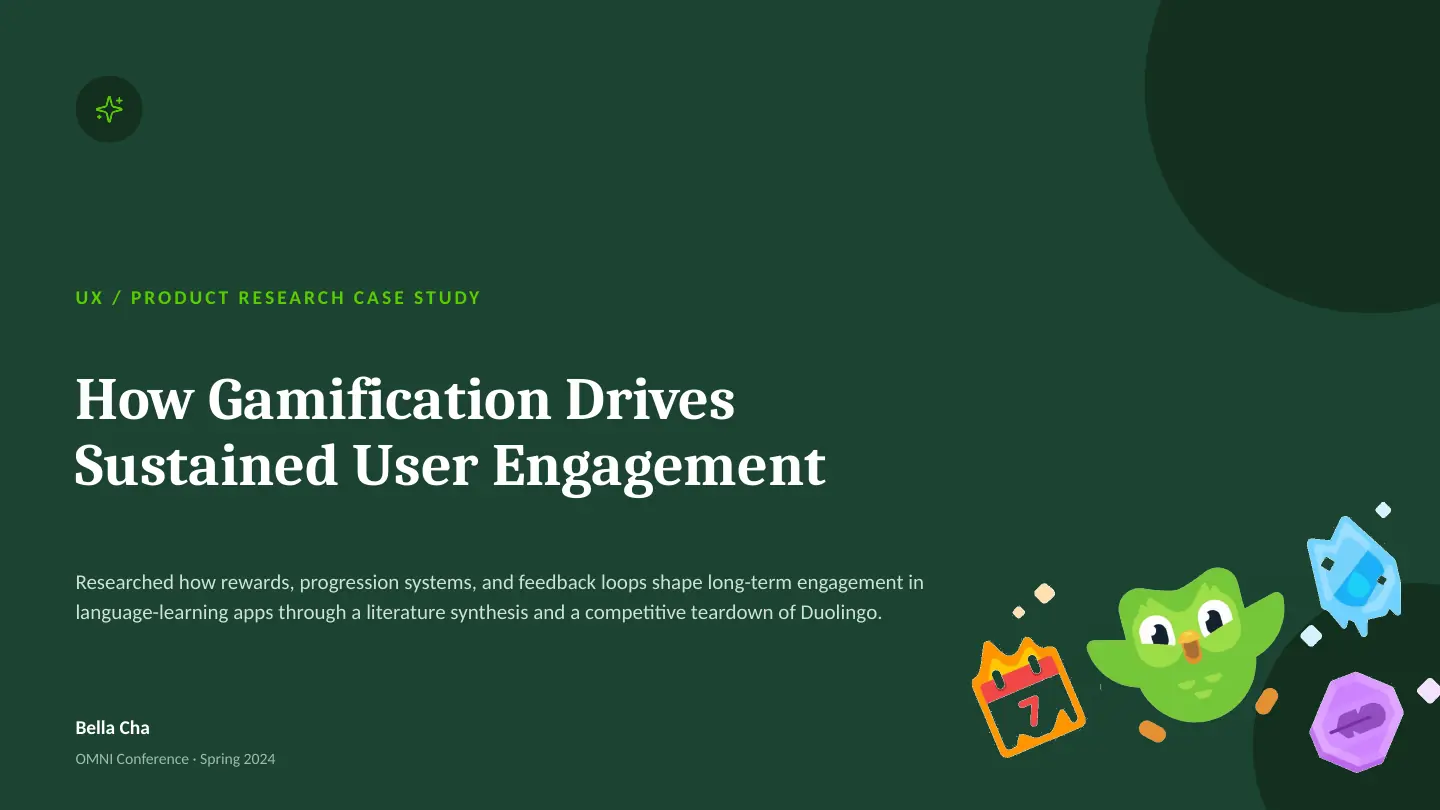 UX / PRODUCT RESEARCH CASE STUDY
How Gamification Drives
Sustained User Engagement
Researched how rewards, progression systems, and feedback loops shape long-term engagement in
language-learning apps through a literature synthesis and a competitive teardown of Duolingo.
7
Bella Cha
OMNI Conference · Spring 2024